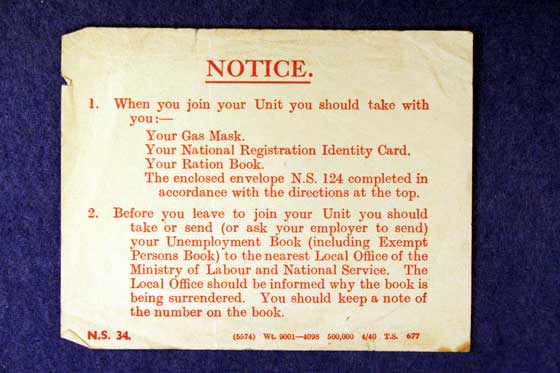 NOTICE.
1. When you join your Unit you should take with
you:—
Your Gas Mask.
Your National Registration Identity Card.
Your Ration Book.
The enclosed envelope N.S. 124 completed in
accordance with the directions at the top.
2. Before you leave to join your Unit you should
take or send (or ask your employer to send)
your Unemployment Book (including Exempt
Persons Book) to the nearest Local Office of the
Ministry of Labour and National Service. The
Local Office should be informed why the book is
being surrendered. You should keep a note of
the number on the book.
N.S. 34. (5574) Wt. 9001—4098 500,000 4/40 T.S. 677